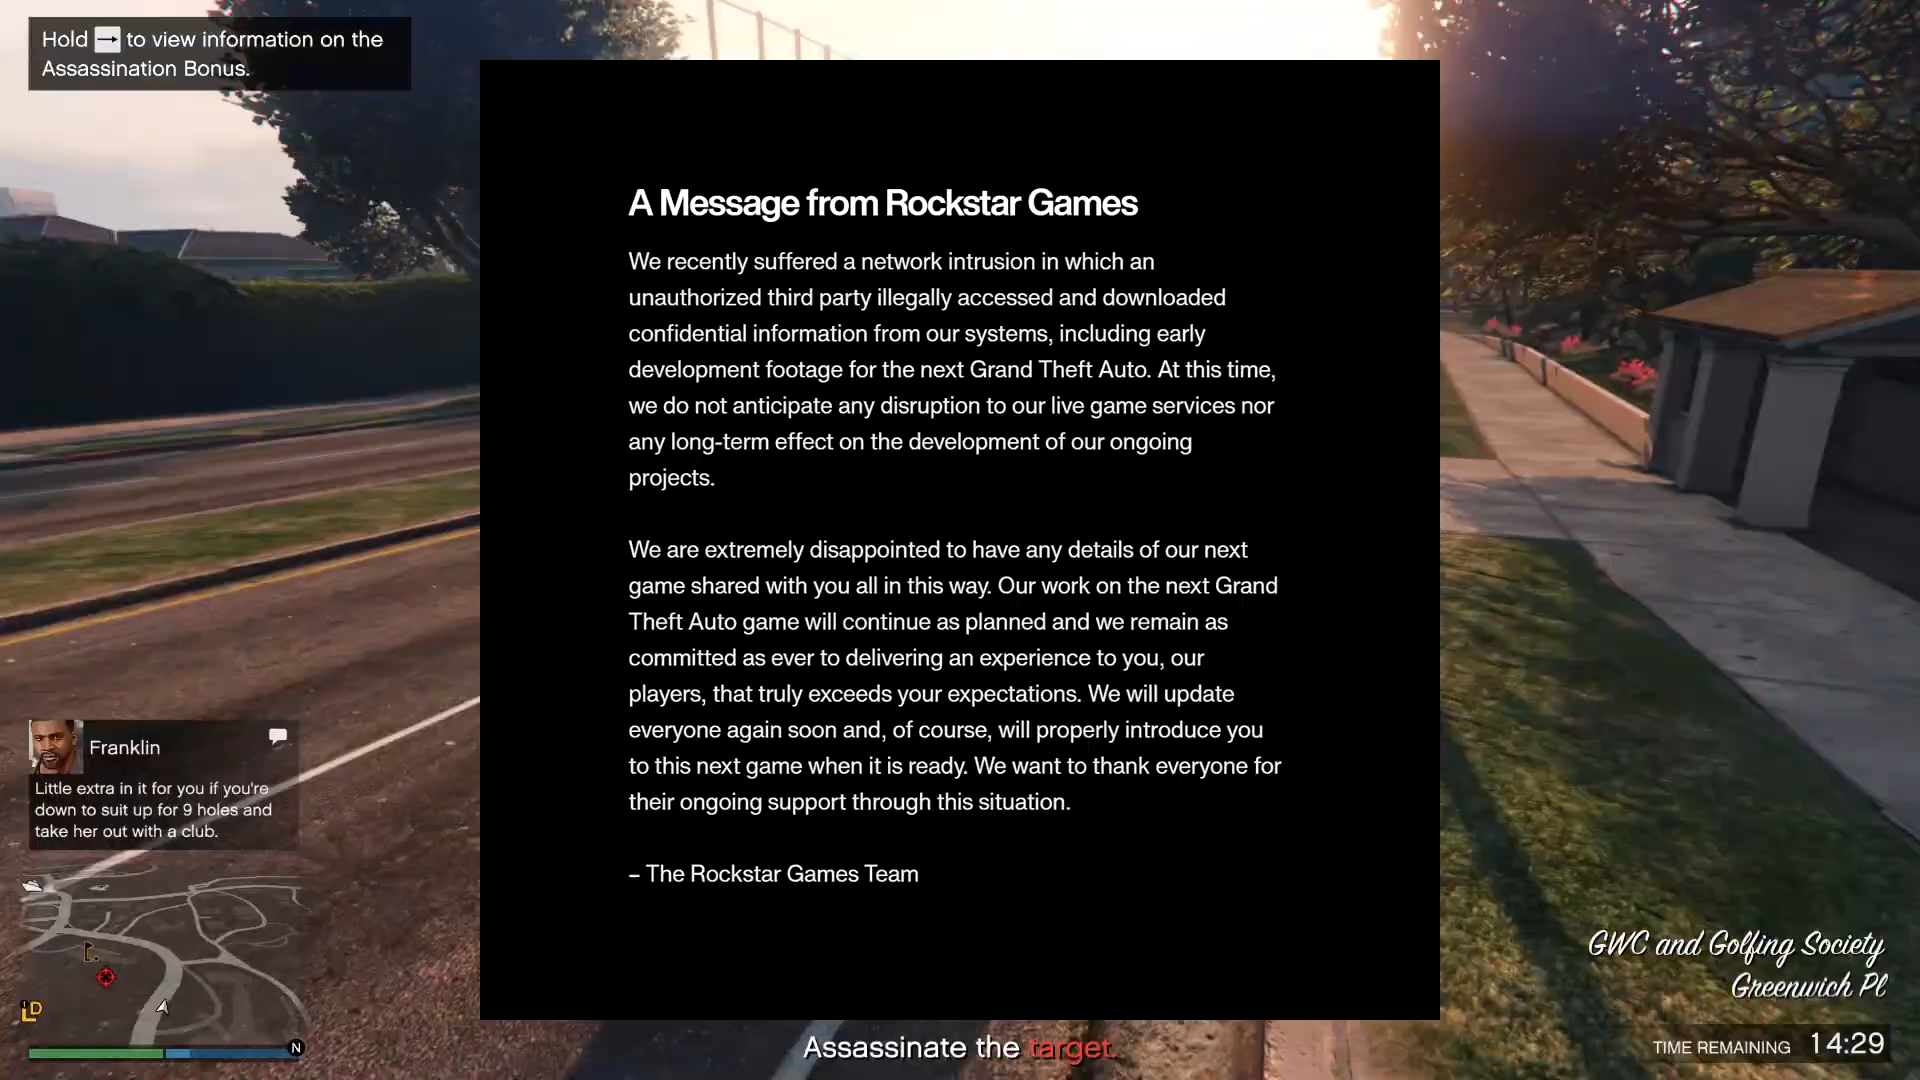 Hold → to view information on the
Assassination Bonus.
A Message from Rockstar Games
We recently suffered a network intrusion in which an
unauthorized third party illegally accessed and downloaded
confidential information from our systems, including early
development footage for the next Grand Theft Auto. At this time,
we do not anticipate any disruption to our live game services nor
any long-term effect on the development of our ongoing
projects.
We are extremely disappointed to have any details of our next
game shared with you all in this way. Our work on the next Grand
Theft Auto game will continue as planned and we remain as
committed as ever to delivering an experience to you, our
players, that truly exceeds your expectations. We will update
everyone again soon and, of course, will properly introduce you
to this next game when it is ready. We want to thank everyone for
their ongoing support through this situation.
– The Rockstar Games Team
Franklin
Little extra in it for you if you're
down to suit up for 9 holes and
take her out with a club.
N
Assassinate the target.
GWC and Golfing Society
Greenwich Pl
TIME REMAINING 14:29